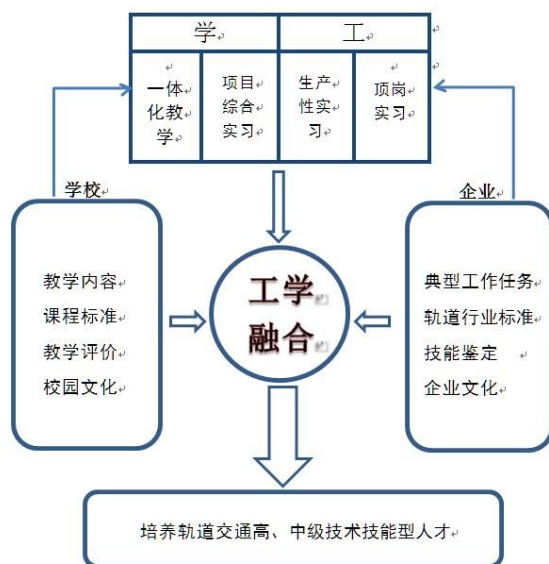 学
工
一体
化教
学
项目
综合
实习
生产
性实
习
顶岗
实习
学校
企业
教学内容
课程标准
教学评价
校园文化
工学
融合
典型工作任务
轨道行业标准
技能鉴定
企业文化
培养轨道交通高、中级技术技能型人才